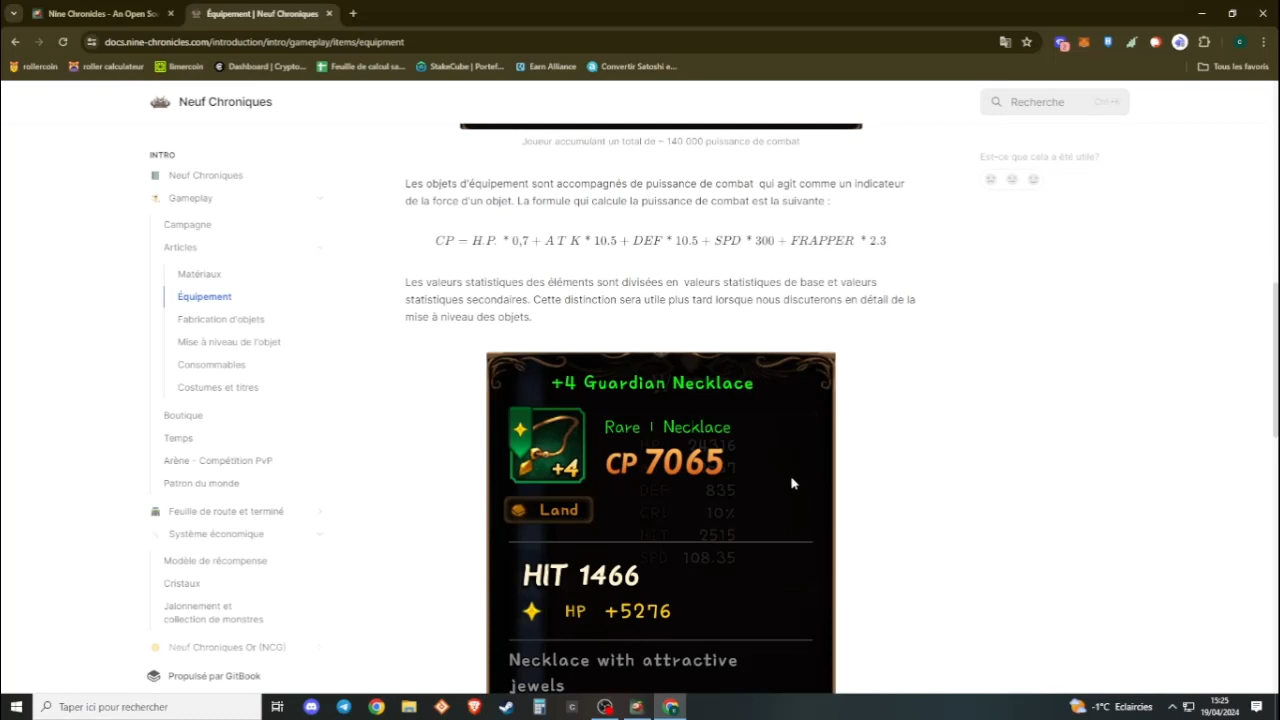 Nine Chronicles - An Open So
Équipement | Neuf Chroniques
docs.nine-chronicles.com/introduction/intro/gameplay/items/equipment
rollercoin
roller calculateur
limercoin
Dashboard | Crypto...
Feuille de calcul sa...
StakeCube | Portef...
Earn Alliance
Convertir Satoshi e...
Tous les favoris
Neuf Chroniques
Recherche
Ctrl+K
Joueur accumulant un total de ~ 140 000 puissance de combat
Est-ce que cela a été utile?
INTRO
Neuf Chroniques
Gameplay
Campagne
Articles
Matériaux
Équipement
Fabrication d'objets
Mise à niveau de l'objet
Consommables
Costumes et titres
Boutique
Temps
Arène - Compétition PvP
Patron du monde
Feuille de route et terminé
Système économique
Modèle de récompense
Cristaux
Jalonnement et
collection de monstres
Neuf Chroniques Or (NCG)
Propulsé par GitBook
Les objets d'équipement sont accompagnés de puissance de combat qui agit comme un indicateur
de la force d'un objet. La formule qui calcule la puissance de combat est la suivante :
CP = H.P. * 0,7 + A T K * 10.5 + DEF * 10.5 + SPD * 300 + FRAPPER * 2.3
Les valeurs statistiques des éléments sont divisées en valeurs statistiques de base et valeurs
statistiques secondaires. Cette distinction sera utile plus tard lorsque nous discuterons en détail de la
mise à niveau des objets.
+4 Guardian Necklace
Rare | Necklace
HP 24316
CP 7065
+4
DEF 835
Land
CRI 10%
HIT 2515
SPD 108.35
HIT 1466
HP +5276
Necklace with attractive
jewels
Taper ici pour rechercher
-1°C Eclaircies
15:25
19/04/2024